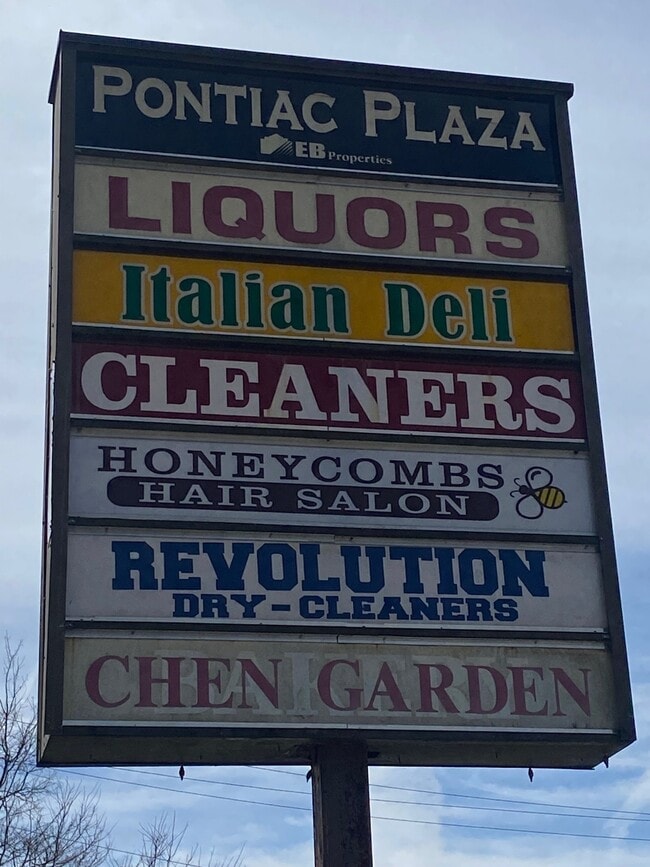 PONTIAC PLAZA
EB Properties
LIQUORS
Italian Deli
CLEANERS
HONEYCOMBS
HAIR SALON
REVOLUTION
DRY-CLEANERS
CHEN GARDEN